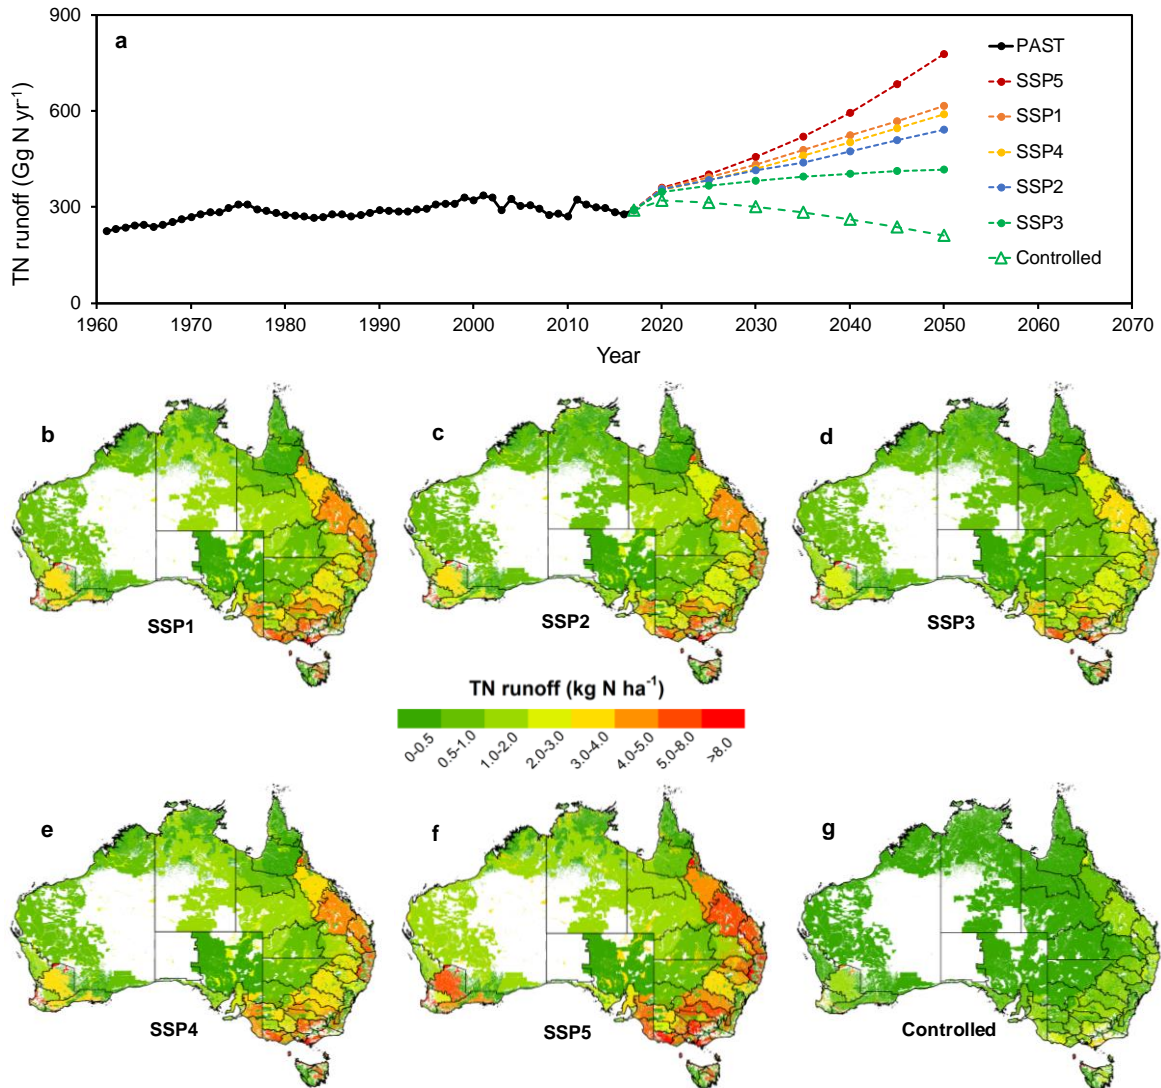 900
600
300
0
TN runoff (Gg N yr⁻¹)
a
PAST
SSP5
SSP1
SSP4
SSP2
SSP3
Controlled
1960 1970 1980 1990 2000 2010 2020 2030 2040 2050 2060 2070
Year
b
c
d
SSP1
SSP2
SSP3
TN runoff (kg N ha⁻¹)
0-0.5 0.5-1.0 1.0-2.0 2.0-3.0 3.0-4.0 4.0-5.0 5.0-8.0 >8.0
e
f
g
SSP4
SSP5
Controlled